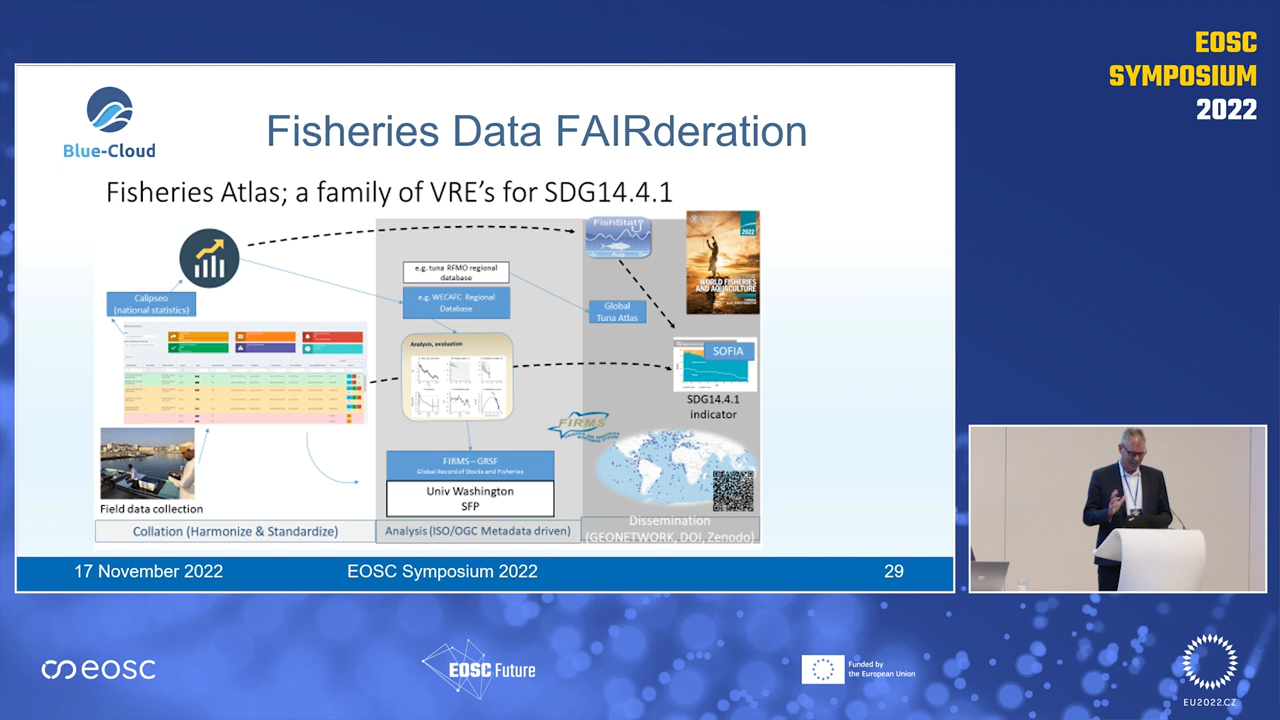 EOSC
SYMPOSIUM
2022
Blue-Cloud
Fisheries Data FAIRderation
Fisheries Atlas; a family of VRE's for SDG14.4.1
FishStatJ
2022
WORLD FISHERIES
AND AQUACULTURE
e.g. tuna RFMO regional
database
Calipseo
(national statistics)
e.g. WECAFC Regional
Database
Global
Tuna Atlas
Analysis, evaluation
SOFIA
SDG14.4.1
indicator
FIRMS
FIRMS – GRSF
Global Record of Stocks and Fisheries
Univ Washington
SFP
Field data collection
Collation (Harmonize & Standardize)
Analysis (ISO/OGC Metadata driven)
Dissemination
(GEONETWORK, DOI, Zenodo)
17 November 2022
EOSC Symposium 2022
29
eosc
EOSC Future
Funded by
the European Union
EU2022.CZ